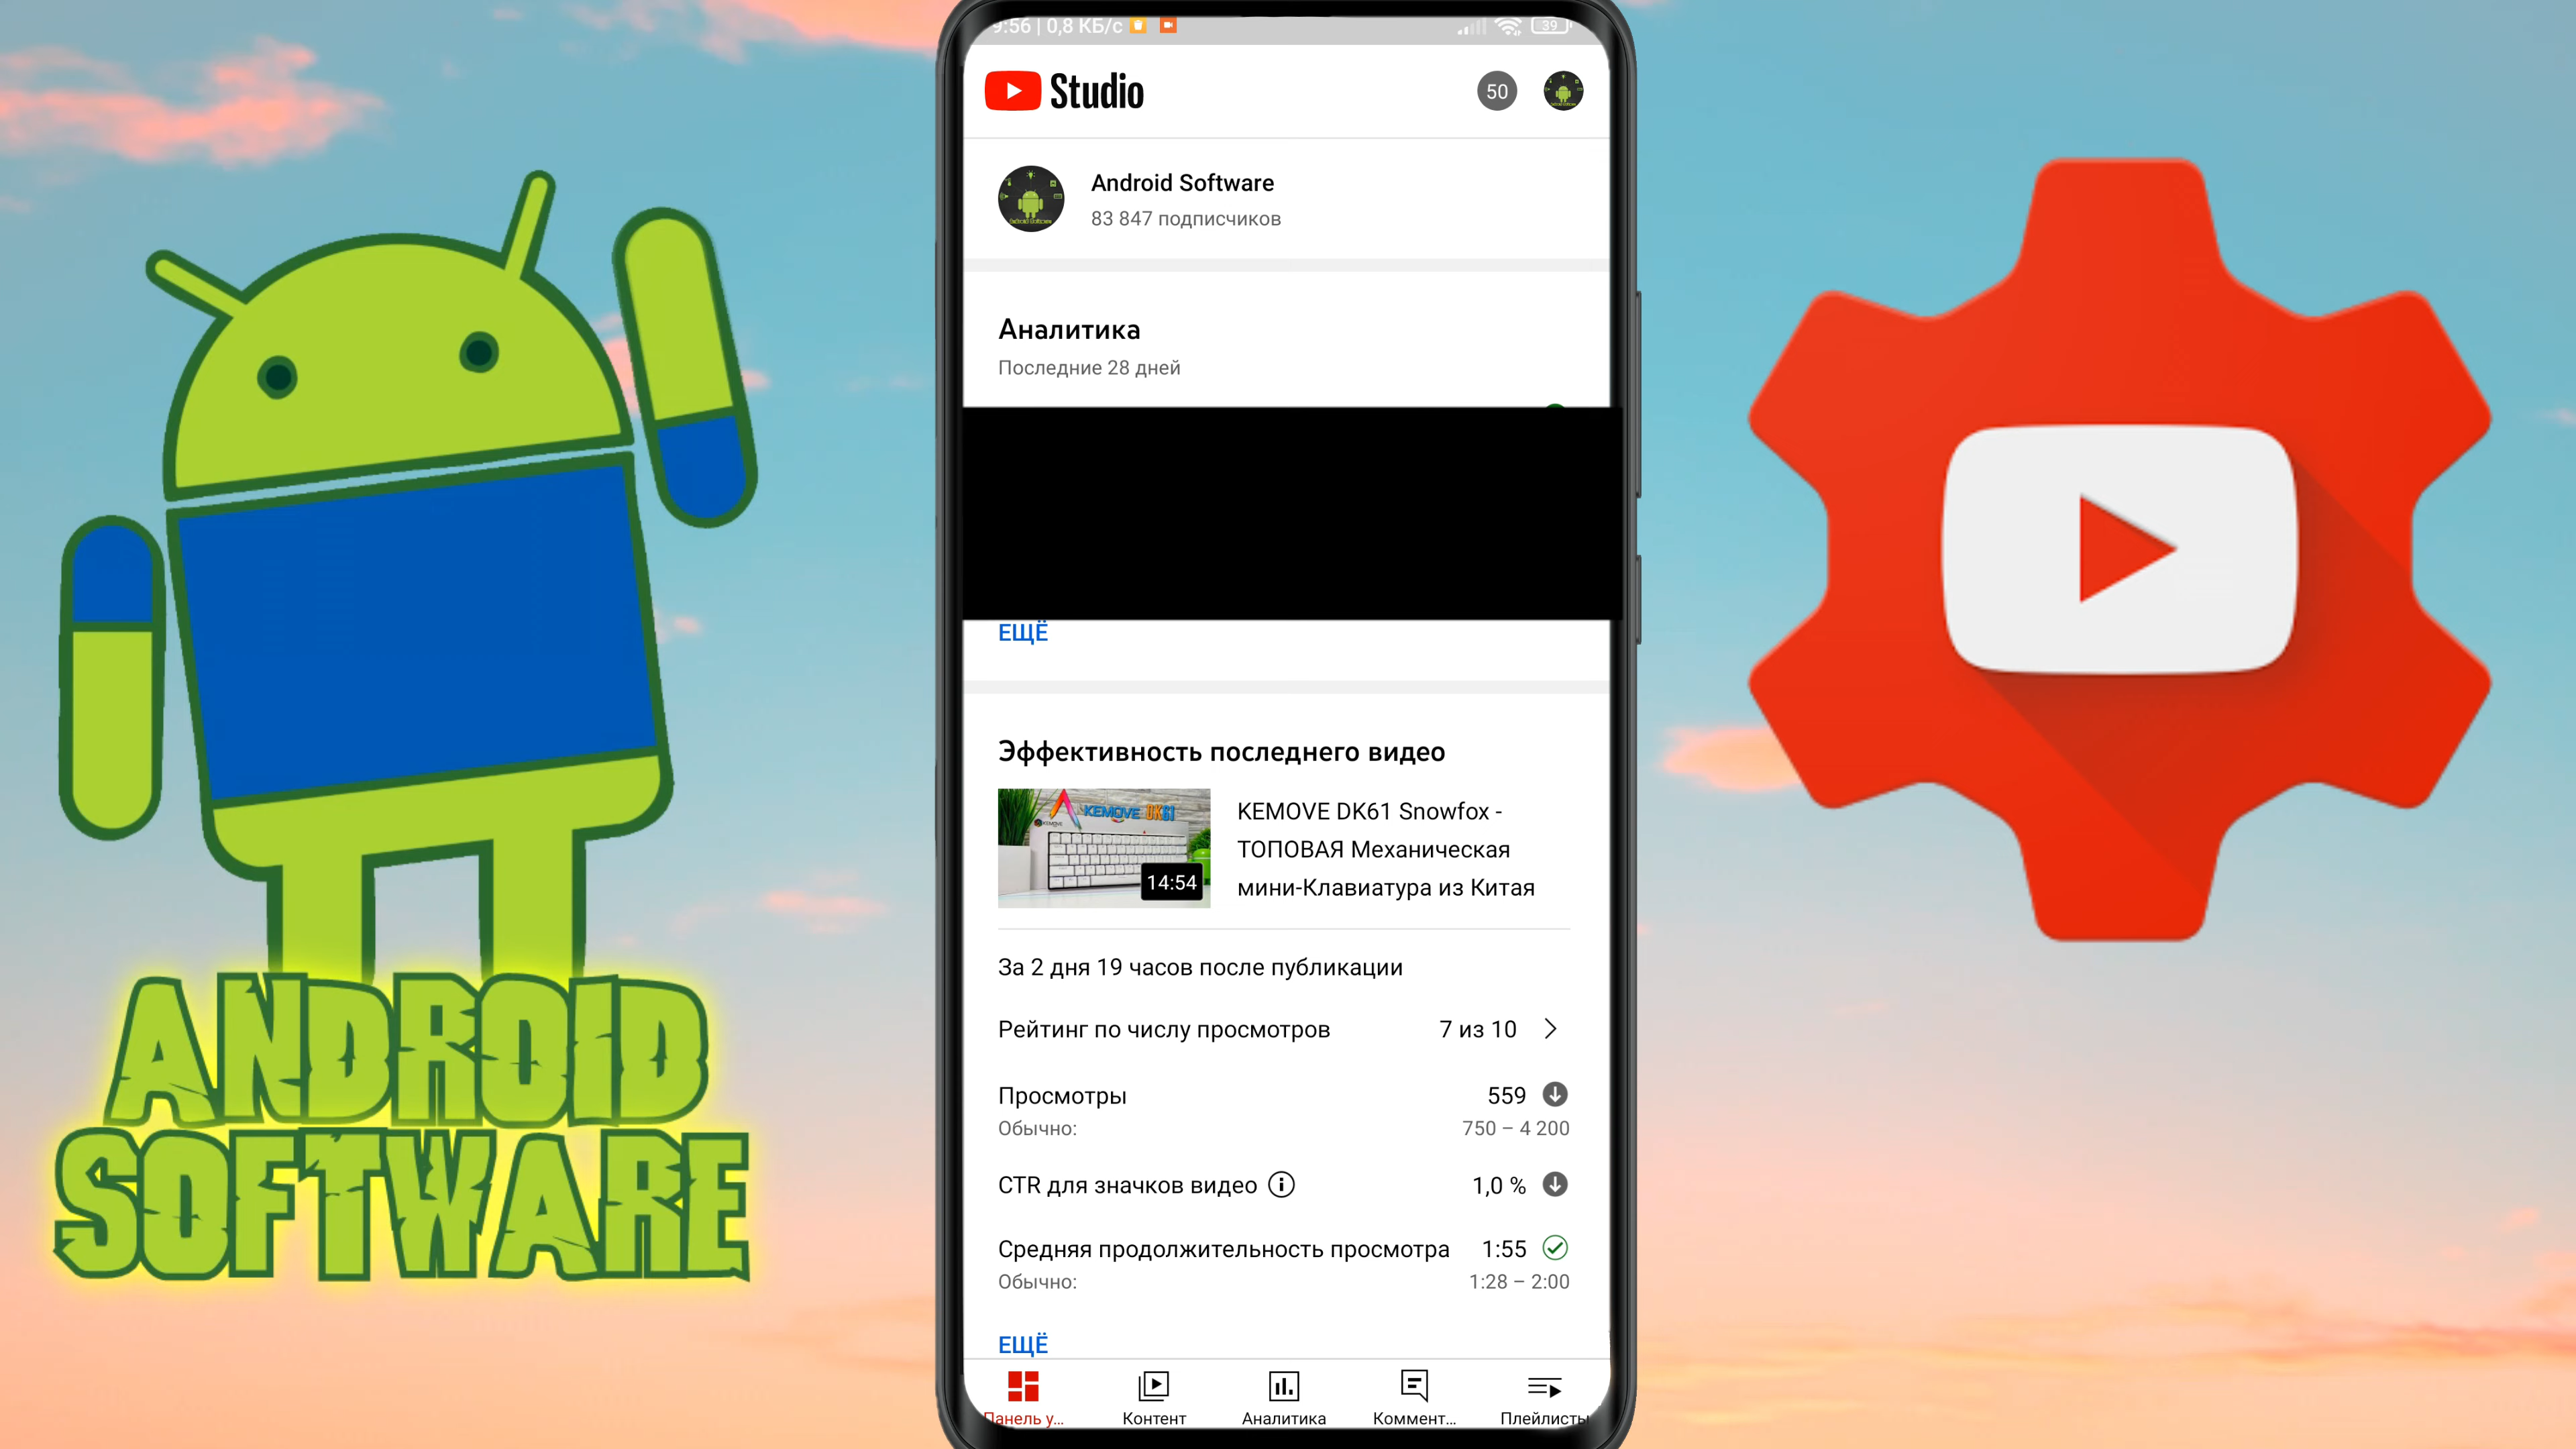 9:56 | 0,8 КБ/с
39
Studio
50
Android Software
83 847 подписчиков
Аналитика
Последние 28 дней
ЕЩЁ
Эффективность последнего видео
KEMOVE DK61
KEMOVE
14:54
KEMOVE DK61 Snowfox -
ТОПОВАЯ Механическая
мини-Клавиатура из Китая
За 2 дня 19 часов после публикации
Рейтинг по числу просмотров 7 из 10
Просмотры 559
Обычно: 750 – 4 200
CTR для значков видео 1,0 %
Средняя продолжительность просмотра 1:55
Обычно: 1:28 – 2:00
ЕЩЁ
Панель у... Контент Аналитика Коммент... Плейлисты
ANDROID
SOFTWARE